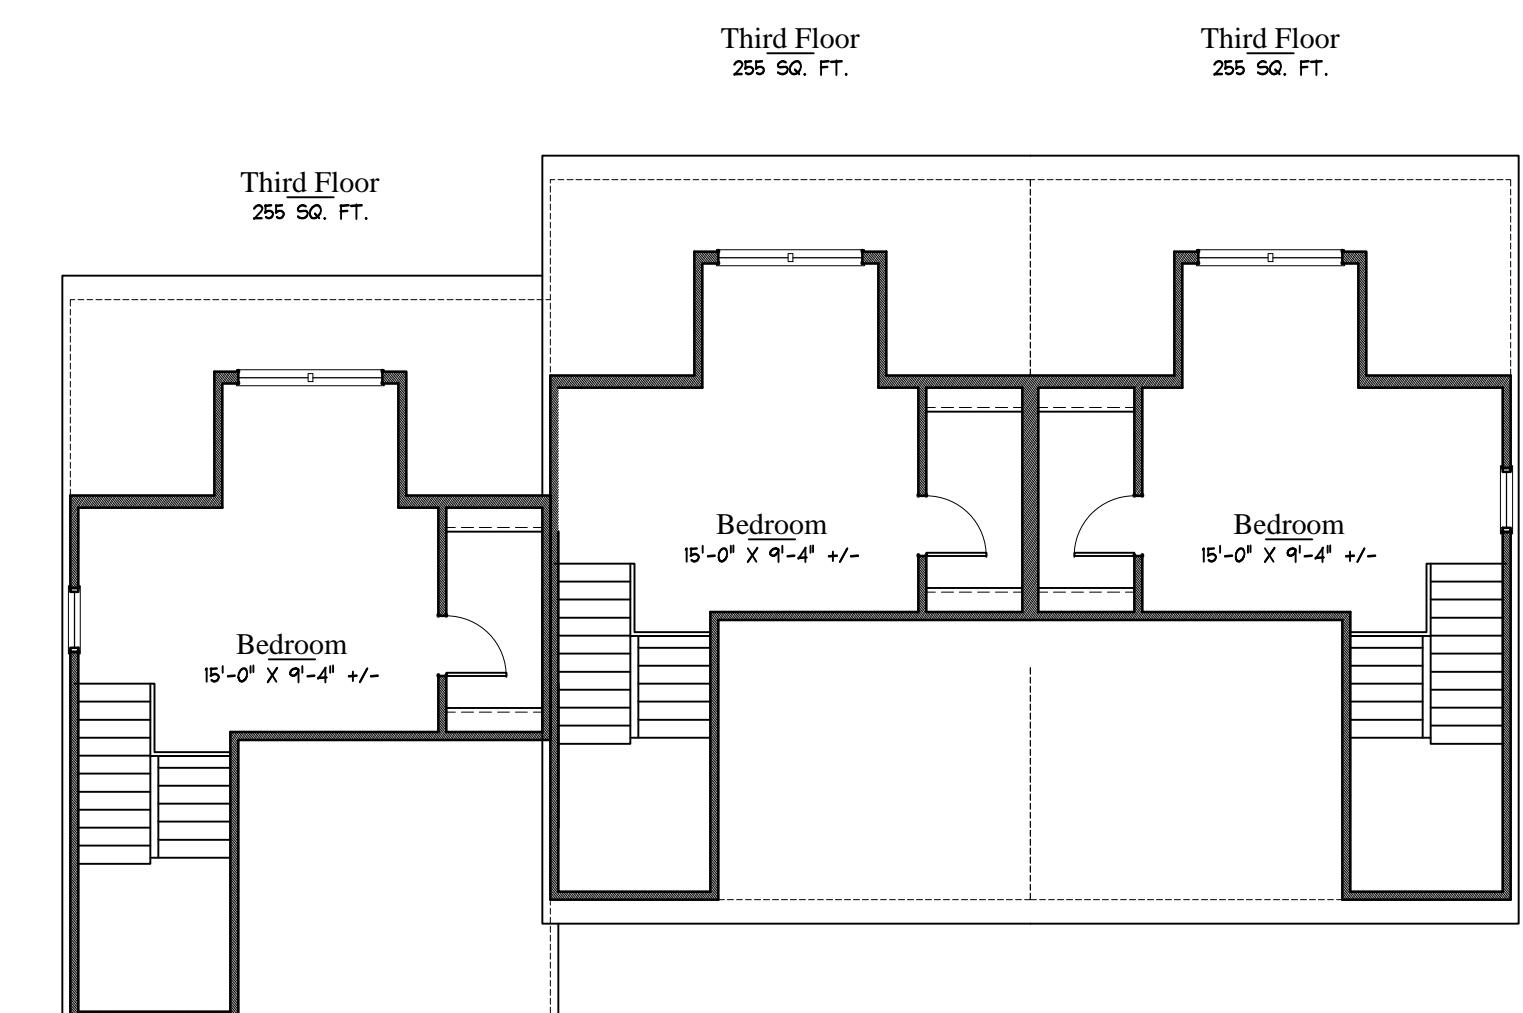 Third Floor
255 SQ. FT.
Third Floor
255 SQ. FT.
Third Floor
255 SQ. FT.
Bedroom
15'-0" X 9'-4" +/-
Bedroom
15'-0" X 9'-4" +/-
Bedroom
15'-0" X 9'-4" +/-